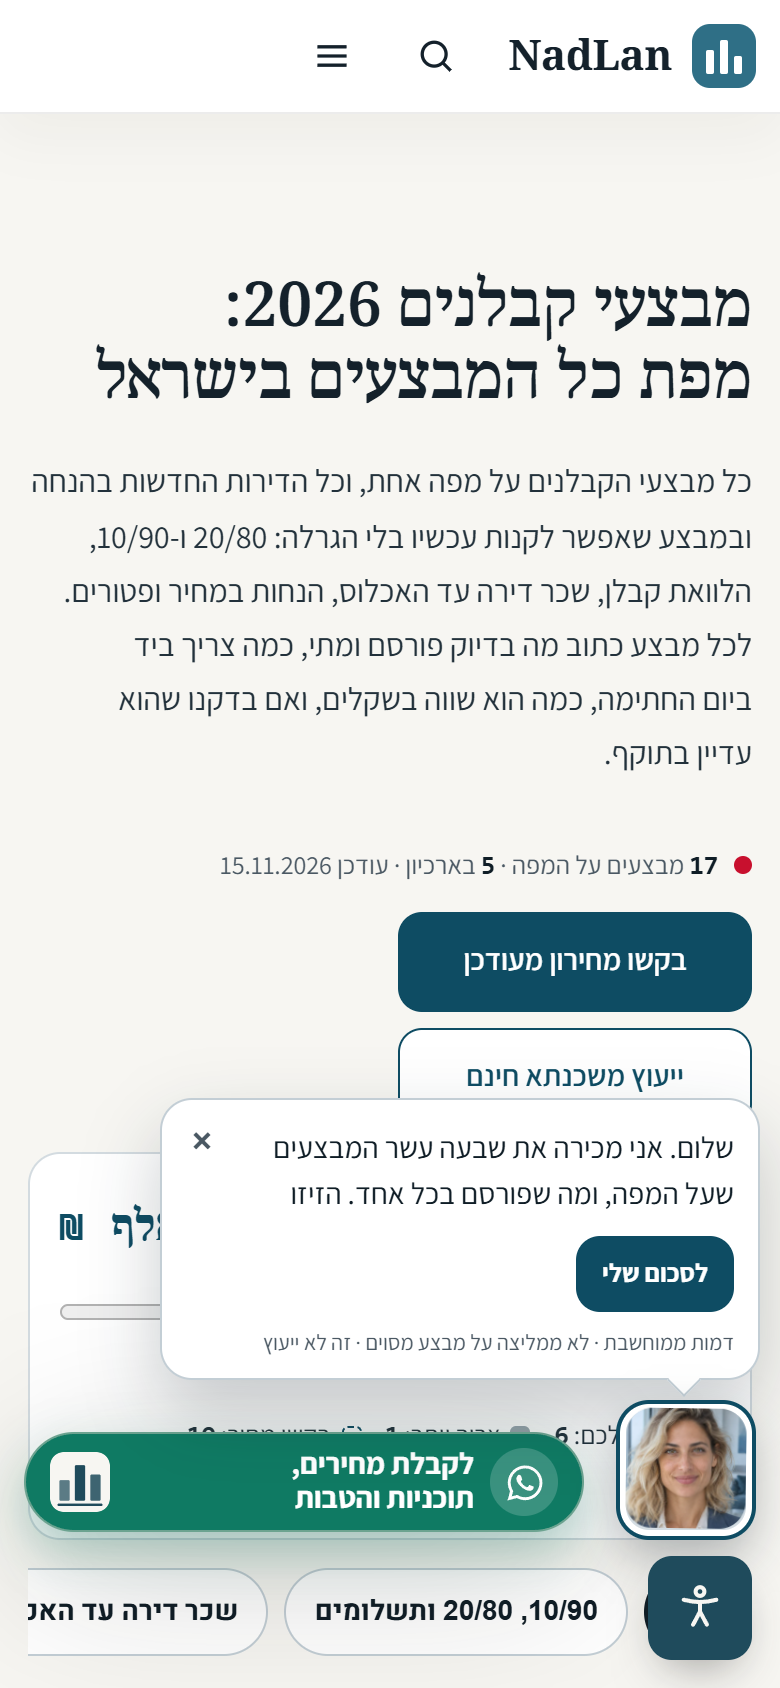 NadLan
מבצעי קבלנים 2026:
מפת כל המבצעים בישראל
כל מבצעי הקבלנים על מפה אחת, וכל הדירות החדשות בהנחה
ובמבצע שאפשר לקנות עכשיו בלי הגרלה: 20/80 ו-10/90,
הלוואת קבלן, שכר דירה עד האכלוס, הנחות במחיר ופטורים.
לכל מבצע כתוב מה בדיוק פורסם ומתי, כמה צריך ביד
ביום החתימה, כמה הוא שווה בשקלים, ואם בדקנו שהוא
עדיין בתוקף.
17 מבצעים על המפה · 5 בארכיון · עודכן 15.11.2026
בקשו מחירון מעודכן
ייעוץ משכנתא חינם
×
שלום. אני מכירה את שבעה עשר המבצעים
שעל המפה, ומה שפורסם בכל אחד. הזיזו
לסכום שלי
דמות ממוחשבת · לא ממליצה על מבצע מסוים · זה לא ייעוץ
₪
לכם: 6
לקבלת מחירים,
תוכניות והטבות
10/90, 20/80 ותשלומים
שכר דירה עד